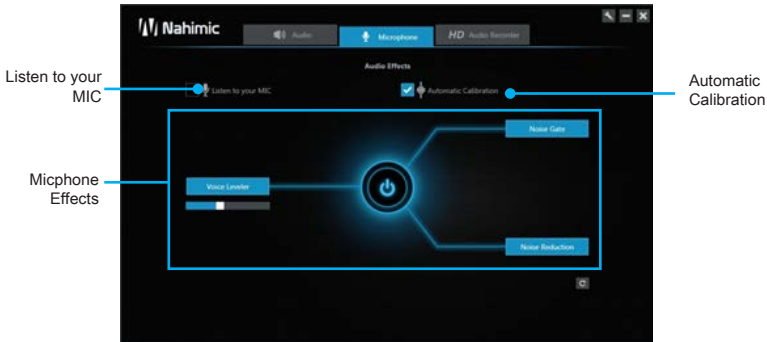 Nahimic
Audio
Microphone
HD Audio Recorder
Audio Effects
Listen to your
MIC
Listen to your MIC
Automatic Calibration
Automatic
Calibration
Noise Gate
Micphone
Effects
Voice Leveler
Noise Reduction